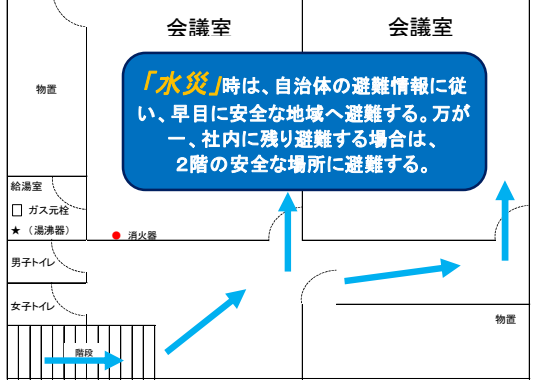 会議室
会議室
「水災」時は、自治体の避難情報に従
い、早目に安全な地域へ避難する。万が
一、社内に残り避難する場合は、
2階の安全な場所に避難する。
物置
給湯室
□ ガス元栓
★（湯沸器）
● 消火器
男子トイレ
女子トイレ
物置
階段